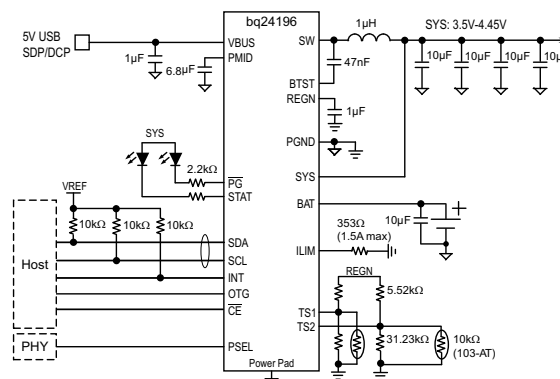 bq24196
5V USB
SDP/DCP
1µF
6.8µF
VBUS
PMID
SW
1µH
SYS: 3.5V-4.45V
47nF
BTST
REGN
1µF
10µF
10µF
10µF
PGND
SYS
2.2kΩ
PG
STAT
SYS
VREF
10kΩ
10kΩ
10kΩ
BAT
10µF
353Ω
(1.5A max)
ILIM
Host
SDA
SCL
INT
OTG
CE
PHY
PSEL
REGN
5.52kΩ
TS1
TS2
31.23kΩ
10kΩ
(103-AT)
Power Pad